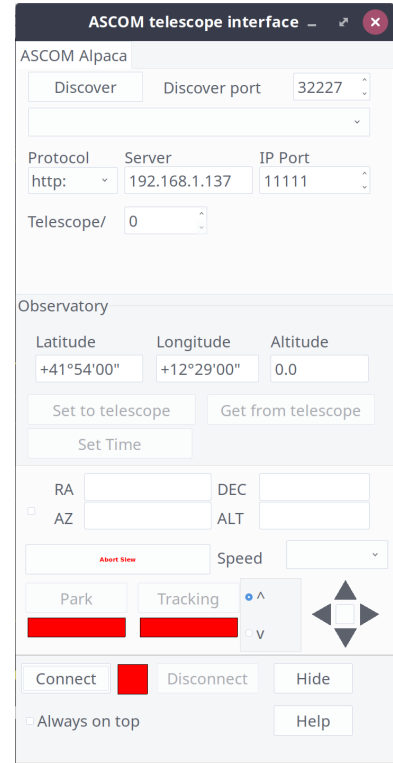 ASCOM telescope interface
ASCOM Alpaca
Discover Discover port 32227
Protocol Server IP Port
http: 192.168.1.137 11111
Telescope/ 0
Observatory
Latitude Longitude Altitude
+41°54'00" +12°29'00" 0.0
Set to telescope Get from telescope
Set Time
RA DEC
AZ ALT
Abort Slew Speed
Park Tracking ^
v
Connect Disconnect Hide
Always on top Help